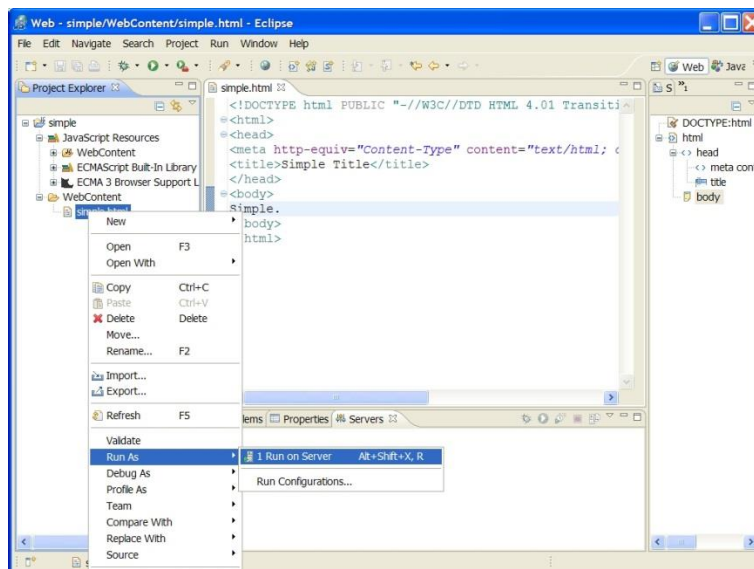 Web - simple/WebContent/simple.html - Eclipse
File Edit Navigate Search Project Run Window Help
Web Java
Project Explorer
simple
JavaScript Resources
WebContent
ECMAScript Built-In Library
ECMA 3 Browser Support L
WebContent
simple.html
simple.html
<!DOCTYPE html PUBLIC "-//W3C//DTD HTML 4.01 Transiti
<html>
<head>
<meta http-equiv="Content-Type" content="text/html; c
<title>Simple Title</title>
</head>
<body>
Simple.
body>
html>
S 1
DOCTYPE:html
html
head
meta cont
title
body
New
Open F3
Open With
Copy Ctrl+C
Paste Ctrl+V
Delete Delete
Move...
Rename... F2
Import...
Export...
Refresh F5
Validate
Run As
Debug As
Profile As
Team
Compare With
Replace With
Source
lems Properties Servers
1 Run on Server Alt+Shift+X, R
Run Configurations...